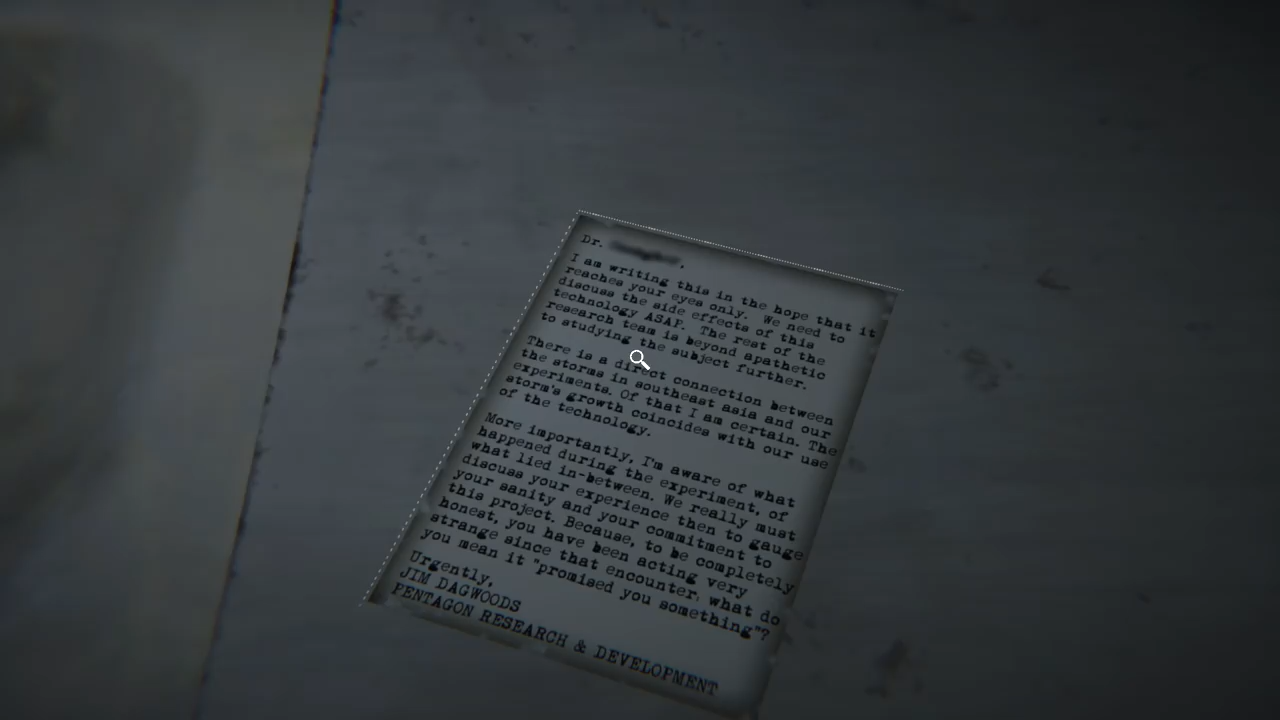 Dr.
I am writing this in the hope that it
reaches your eyes only. We need to
discuss the side effects of this
technology ASAP. The rest of the
research team is beyond apathetic
to studying the subject further.
There is a direct connection between
the storms in southeast asia and our
experiments. Of that I am certain. The
storm's growth coincides with our use
of the technology.
More importantly, I'm aware of what
happened during the experiment, of
what lied in-between. We really must
discuss your experience then to gauge
your sanity and your commitment to
this project. Because, to be completely
honest, you have been acting very
strange since that encounter, what do
you mean it "promised you something"?
Urgently,
JIM DAGWOODS
PENTAGON RESEARCH & DEVELOPMENT